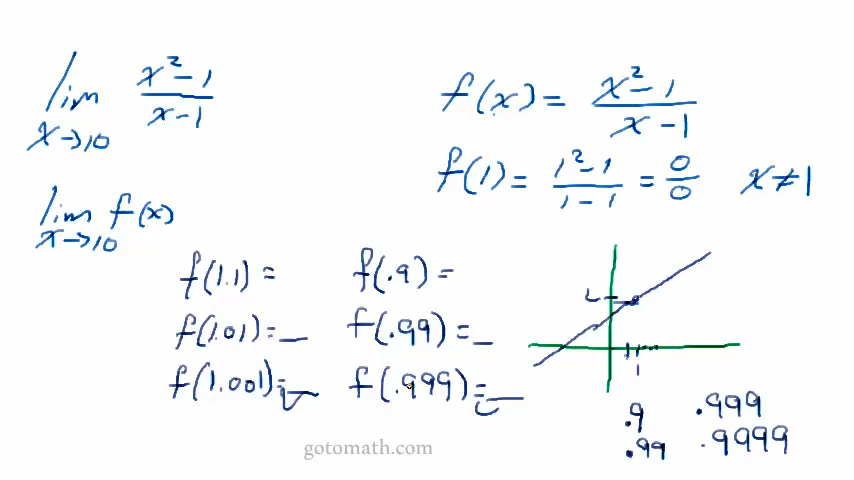 lim x→10 (x²-1)/(x-1)
f(x) = (x²-1)/(x-1)
f(1) = (1²-1)/(1-1) = 0/0 x≠1
lim x→10 f(x)
f(1.1) = f(.9) =
f(1.01) = _ f(.99) = _
f(1.001) = _ f(.999) = _
1
.9 .999
.99 .9999
gotomath.com